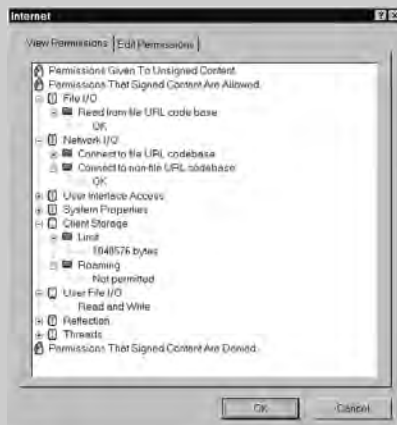 Internet
View Permissions
Edit Permissions
Permissions Given To Unsigned Content
Permissions That Signed Content Are Allowed
File I/O
Read from file URL code base
OK
Network I/O
Connect to file URL codebase
Connect to non-file URL codebase
OK
User Interface Access
System Properties
Client Storage
Limit
1048576 bytes
Roaming
Not permitted
User File I/O
Read and Write
Reflection
Threads
Permissions That Signed Content Are Denied
OK
Cancel